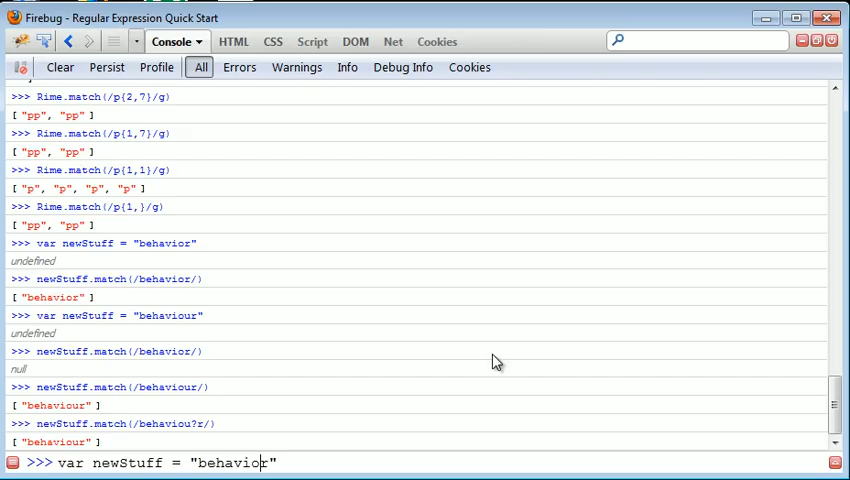 Firebug - Regular Expression Quick Start
Console HTML CSS Script DOM Net Cookies
Clear Persist Profile All Errors Warnings Info Debug Info Cookies
>>> Rime.match(/p{2,7}/g)
["pp", "pp"]
>>> Rime.match(/p{1,7}/g)
["pp", "pp"]
>>> Rime.match(/p{1,1}/g)
["p", "p", "p", "p"]
>>> Rime.match(/p{1,}/g)
["pp", "pp"]
>>> var newStuff = "behavior"
undefined
>>> newStuff.match(/behavior/)
["behavior"]
>>> var newStuff = "behaviour"
undefined
>>> newStuff.match(/behavior/)
null
>>> newStuff.match(/behaviour/)
["behaviour"]
>>> newStuff.match(/behaviou?r/)
["behaviour"]
>>> var newStuff = "behavior"